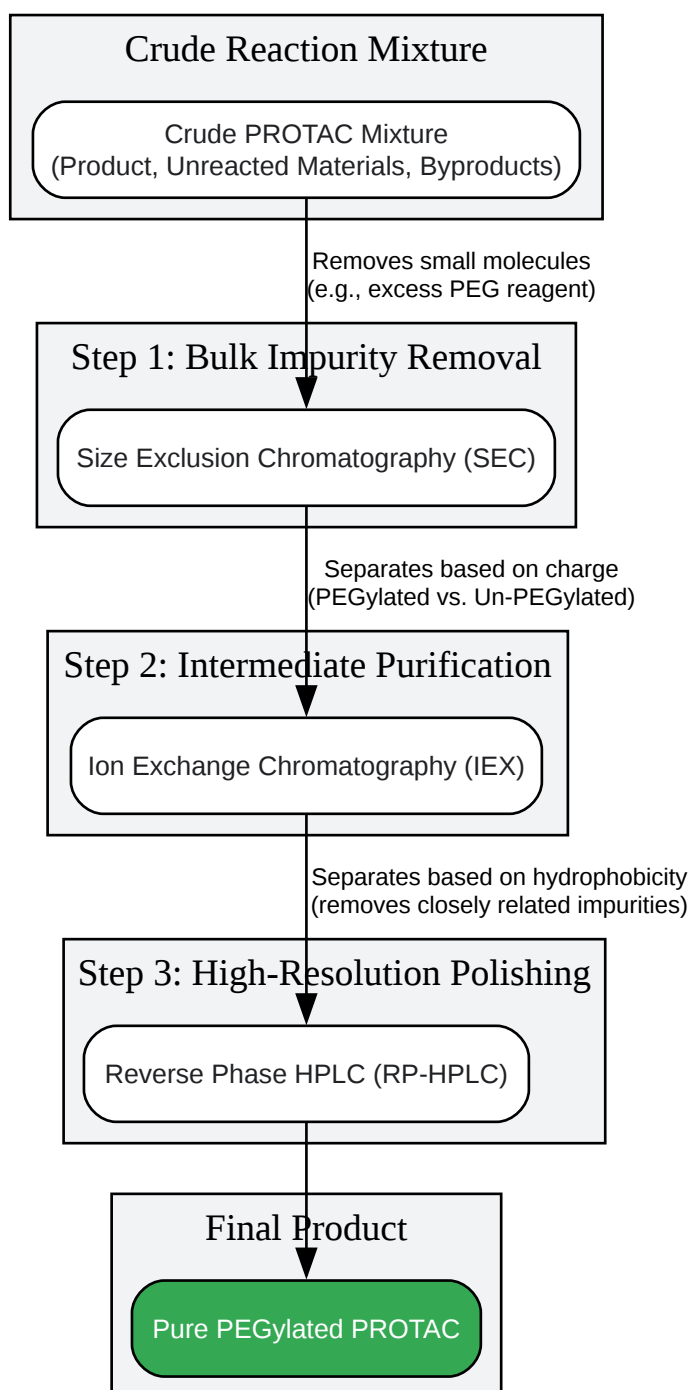 Crude Reaction Mixture
Crude PROTAC Mixture
(Product, Unreacted Materials, Byproducts)
Removes small molecules
(e.g., excess PEG reagent)
Step 1: Bulk Impurity Removal
Size Exclusion Chromatography (SEC)
Separates based on charge
(PEGylated vs. Un-PEGylated)
Step 2: Intermediate Purification
Ion Exchange Chromatography (IEX)
Separates based on hydrophobicity
(removes closely related impurities)
Step 3: High-Resolution Polishing
Reverse Phase HPLC (RP-HPLC)
Final Product
Pure PEGylated PROTAC